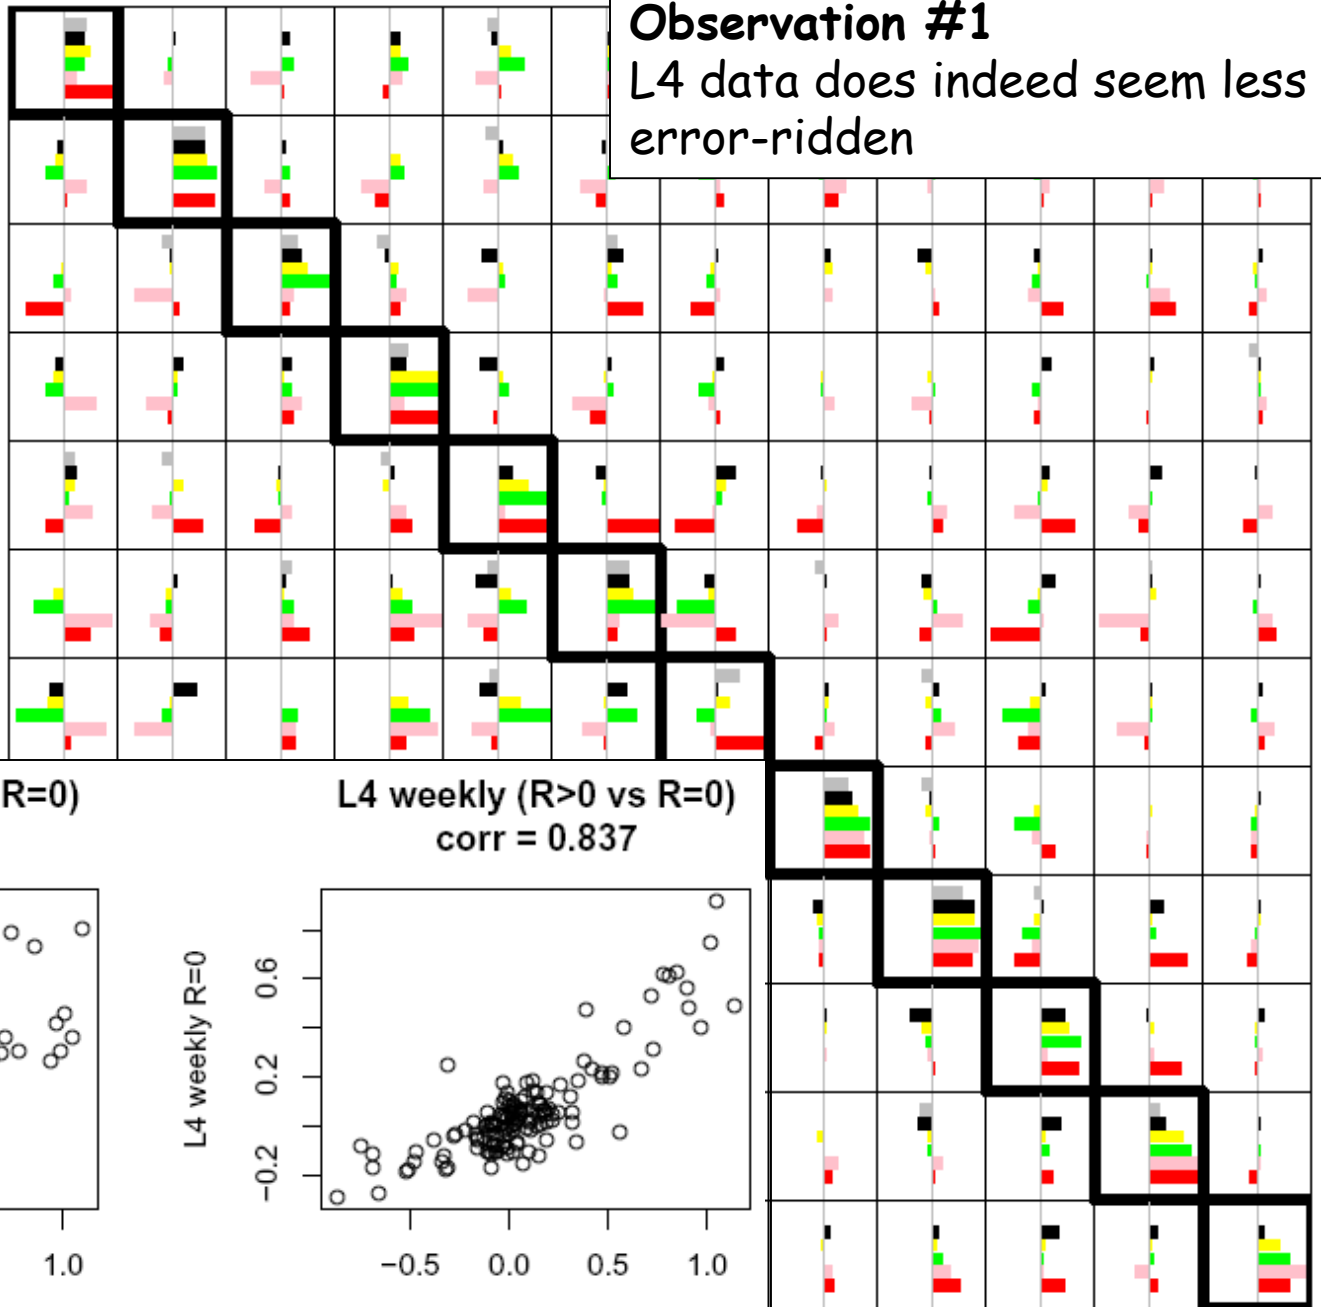 Observation #1
L4 data does indeed seem less
error-ridden
R=0)
L4 weekly (R>0 vs R=0)
corr = 0.837
L4 weekly R=0
0.6
0.2
−0.2
1.0
−0.5 0.0 0.5 1.0